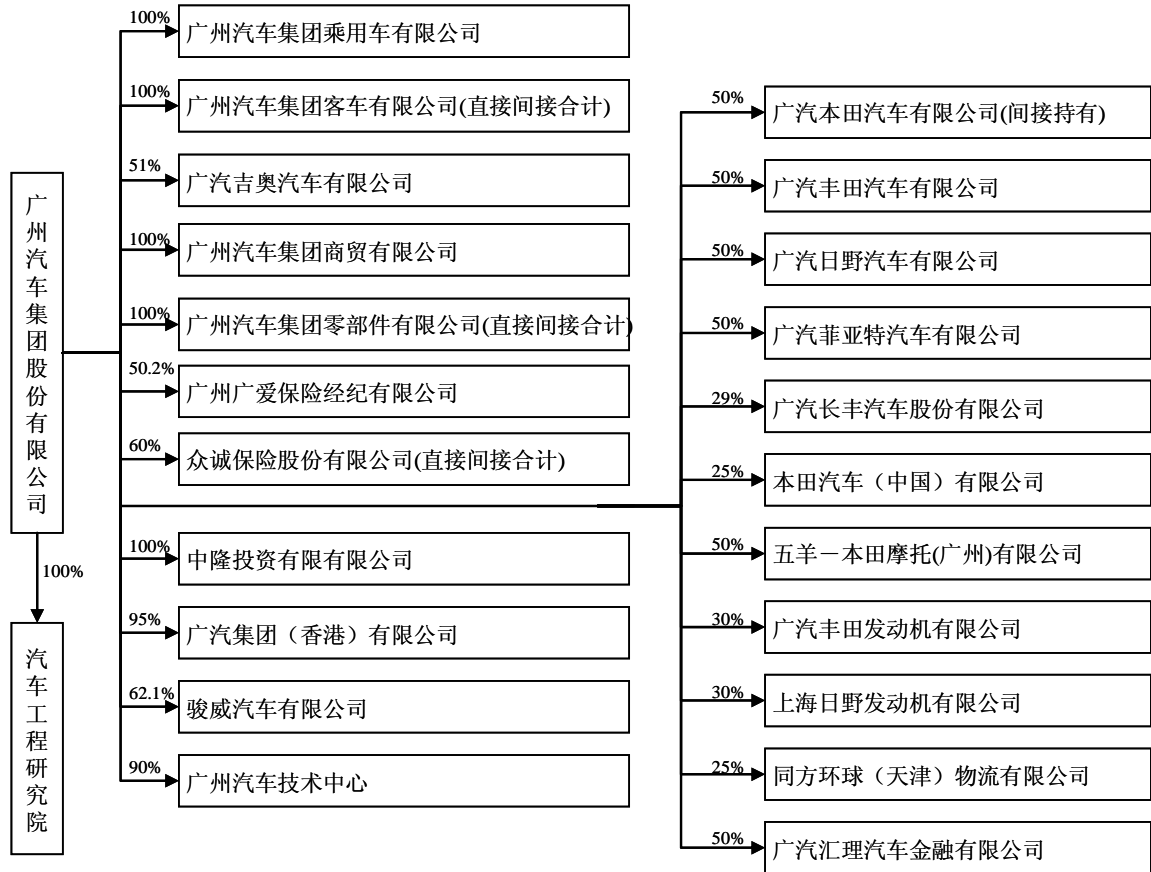 广州汽车集团股份有限公司
100%
汽车工程研究院
100%
广州汽车集团乘用车有限公司
100%
广州汽车集团客车有限公司(直接间接合计)
51%
广汽吉奥汽车有限公司
100%
广州汽车集团商贸有限公司
100%
广州汽车集团零部件有限公司(直接间接合计)
50.2%
广州广爱保险经纪有限公司
60%
众诚保险股份有限公司(直接间接合计)
100%
中隆投资有限有限公司
95%
广汽集团（香港）有限公司
62.1%
骏威汽车有限公司
90%
广州汽车技术中心
50%
广汽本田汽车有限公司(间接持有)
50%
广汽丰田汽车有限公司
50%
广汽日野汽车有限公司
50%
广汽菲亚特汽车有限公司
29%
广汽长丰汽车股份有限公司
25%
本田汽车（中国）有限公司
50%
五羊－本田摩托(广州)有限公司
30%
广汽丰田发动机有限公司
30%
上海日野发动机有限公司
25%
同方环球（天津）物流有限公司
50%
广汽汇理汽车金融有限公司